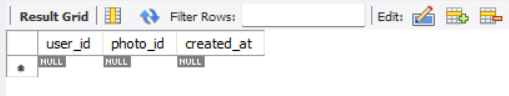 Result Grid Filter Rows: Edit:
user_id photo_id created_at
NULL NULL NULL